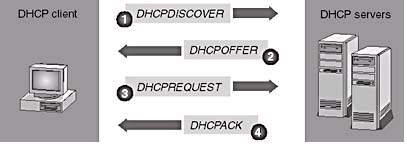 DHCP client
DHCP servers
1 DHCPDISCOVER
DHCPOFFER 2
3 DHCPREQUEST
DHCPACK 4